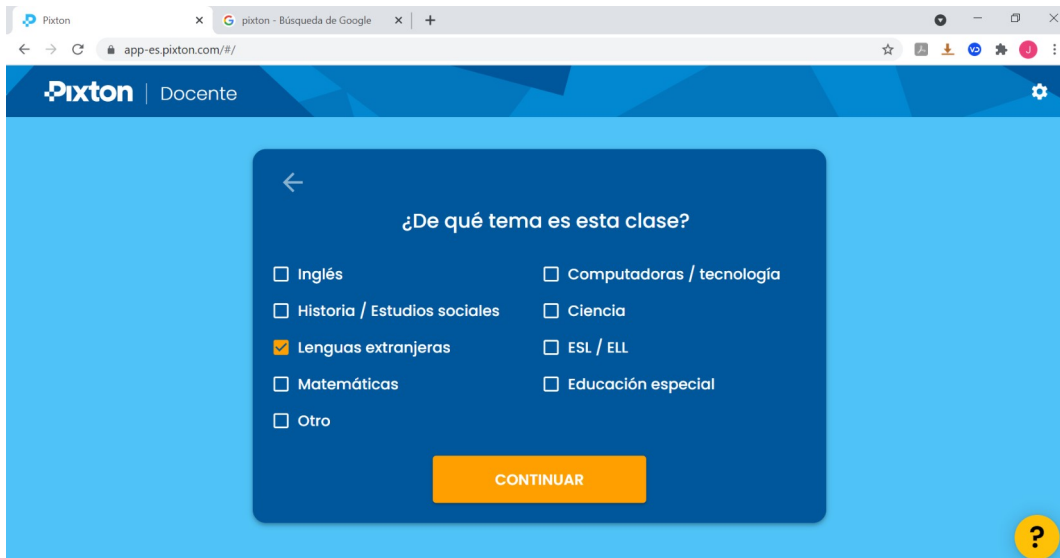 Pixton
pixton - Búsqueda de Google
app-es.pixton.com/#/
J
Pixton | Docente
¿De qué tema es esta clase?
Inglés
Computadoras / tecnología
Historia / Estudios sociales
Ciencia
Lenguas extranjeras
ESL / ELL
Matemáticas
Educación especial
Otro
CONTINUAR
?